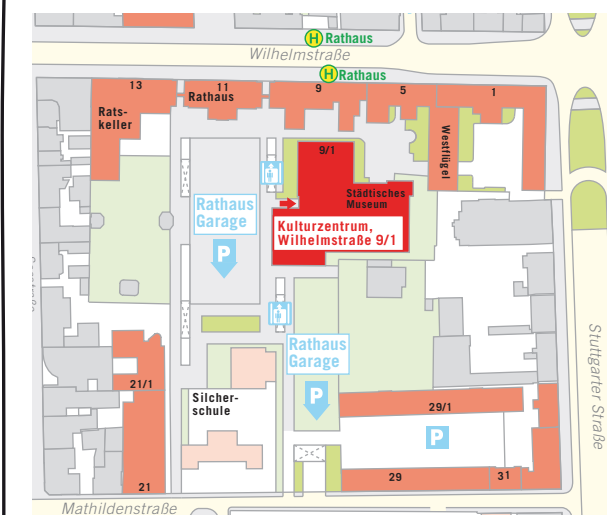 H Rathaus
Wilhelmstraße
H Rathaus
13
11
9
5
1
Rathaus
Rats-
keller
Westflügel
9/1
Städtisches
Museum
Rathaus
Garage
P
Kulturzentrum,
Wilhelmstraße 9/1
Rathaus
Garage
P
Stuttgarter Straße
21/1
Silcher-
schule
29/1
P
21
29
31
Mathildenstraße